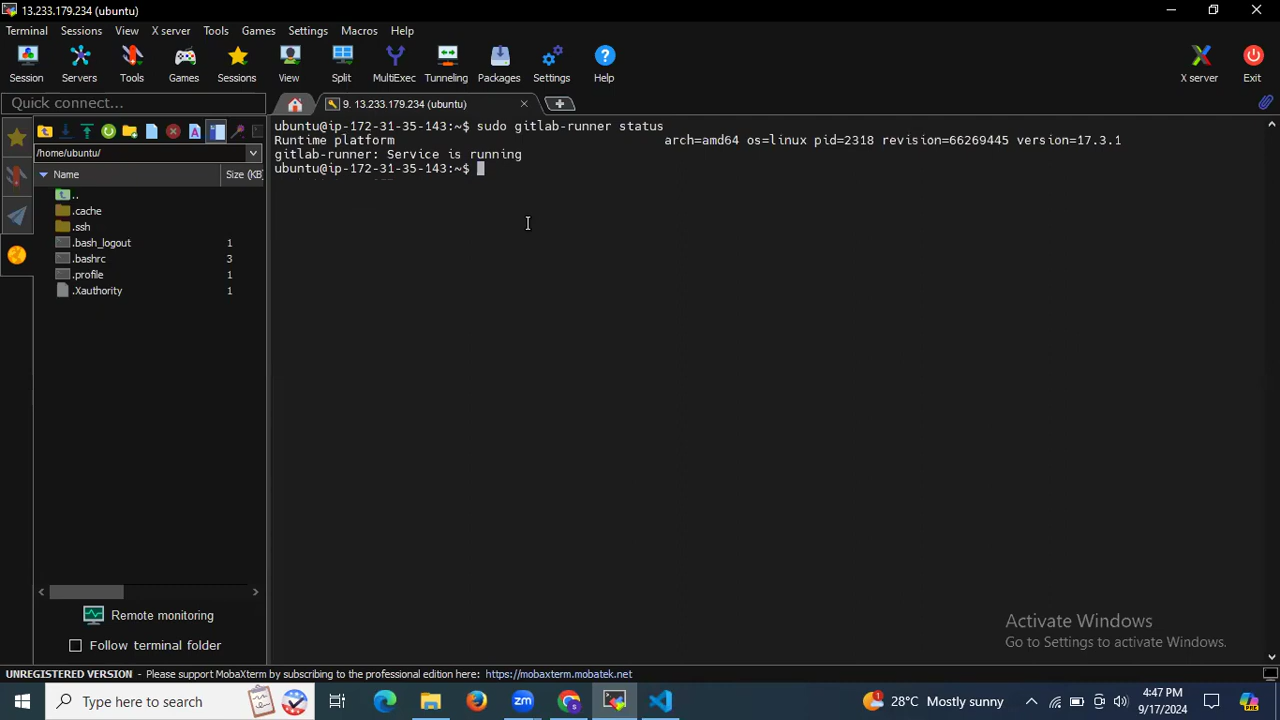 13.233.179.234 (ubuntu)
Terminal Sessions View X server Tools Games Settings Macros Help
Session Servers Tools Games Sessions View Split MultiExec Tunneling Packages Settings Help X server Exit
Quick connect...
9. 13.233.179.234 (ubuntu)
/home/ubuntu/
Name Size (KB)
..
.cache
.ssh
.bash_logout 1
.bashrc 3
.profile 1
.Xauthority 1
Remote monitoring
Follow terminal folder
ubuntu@ip-172-31-35-143:~$ sudo gitlab-runner status
Runtime platform arch=amd64 os=linux pid=2318 revision=66269445 version=17.3.1
gitlab-runner: Service is running
ubuntu@ip-172-31-35-143:~$
Activate Windows
Go to Settings to activate Windows.
UNREGISTERED VERSION - Please support MobaXterm by subscribing to the professional edition here: https://mobaxterm.mobatek.net
Type here to search
zm
1
28°C Mostly sunny
4:47 PM
9/17/2024
PRE